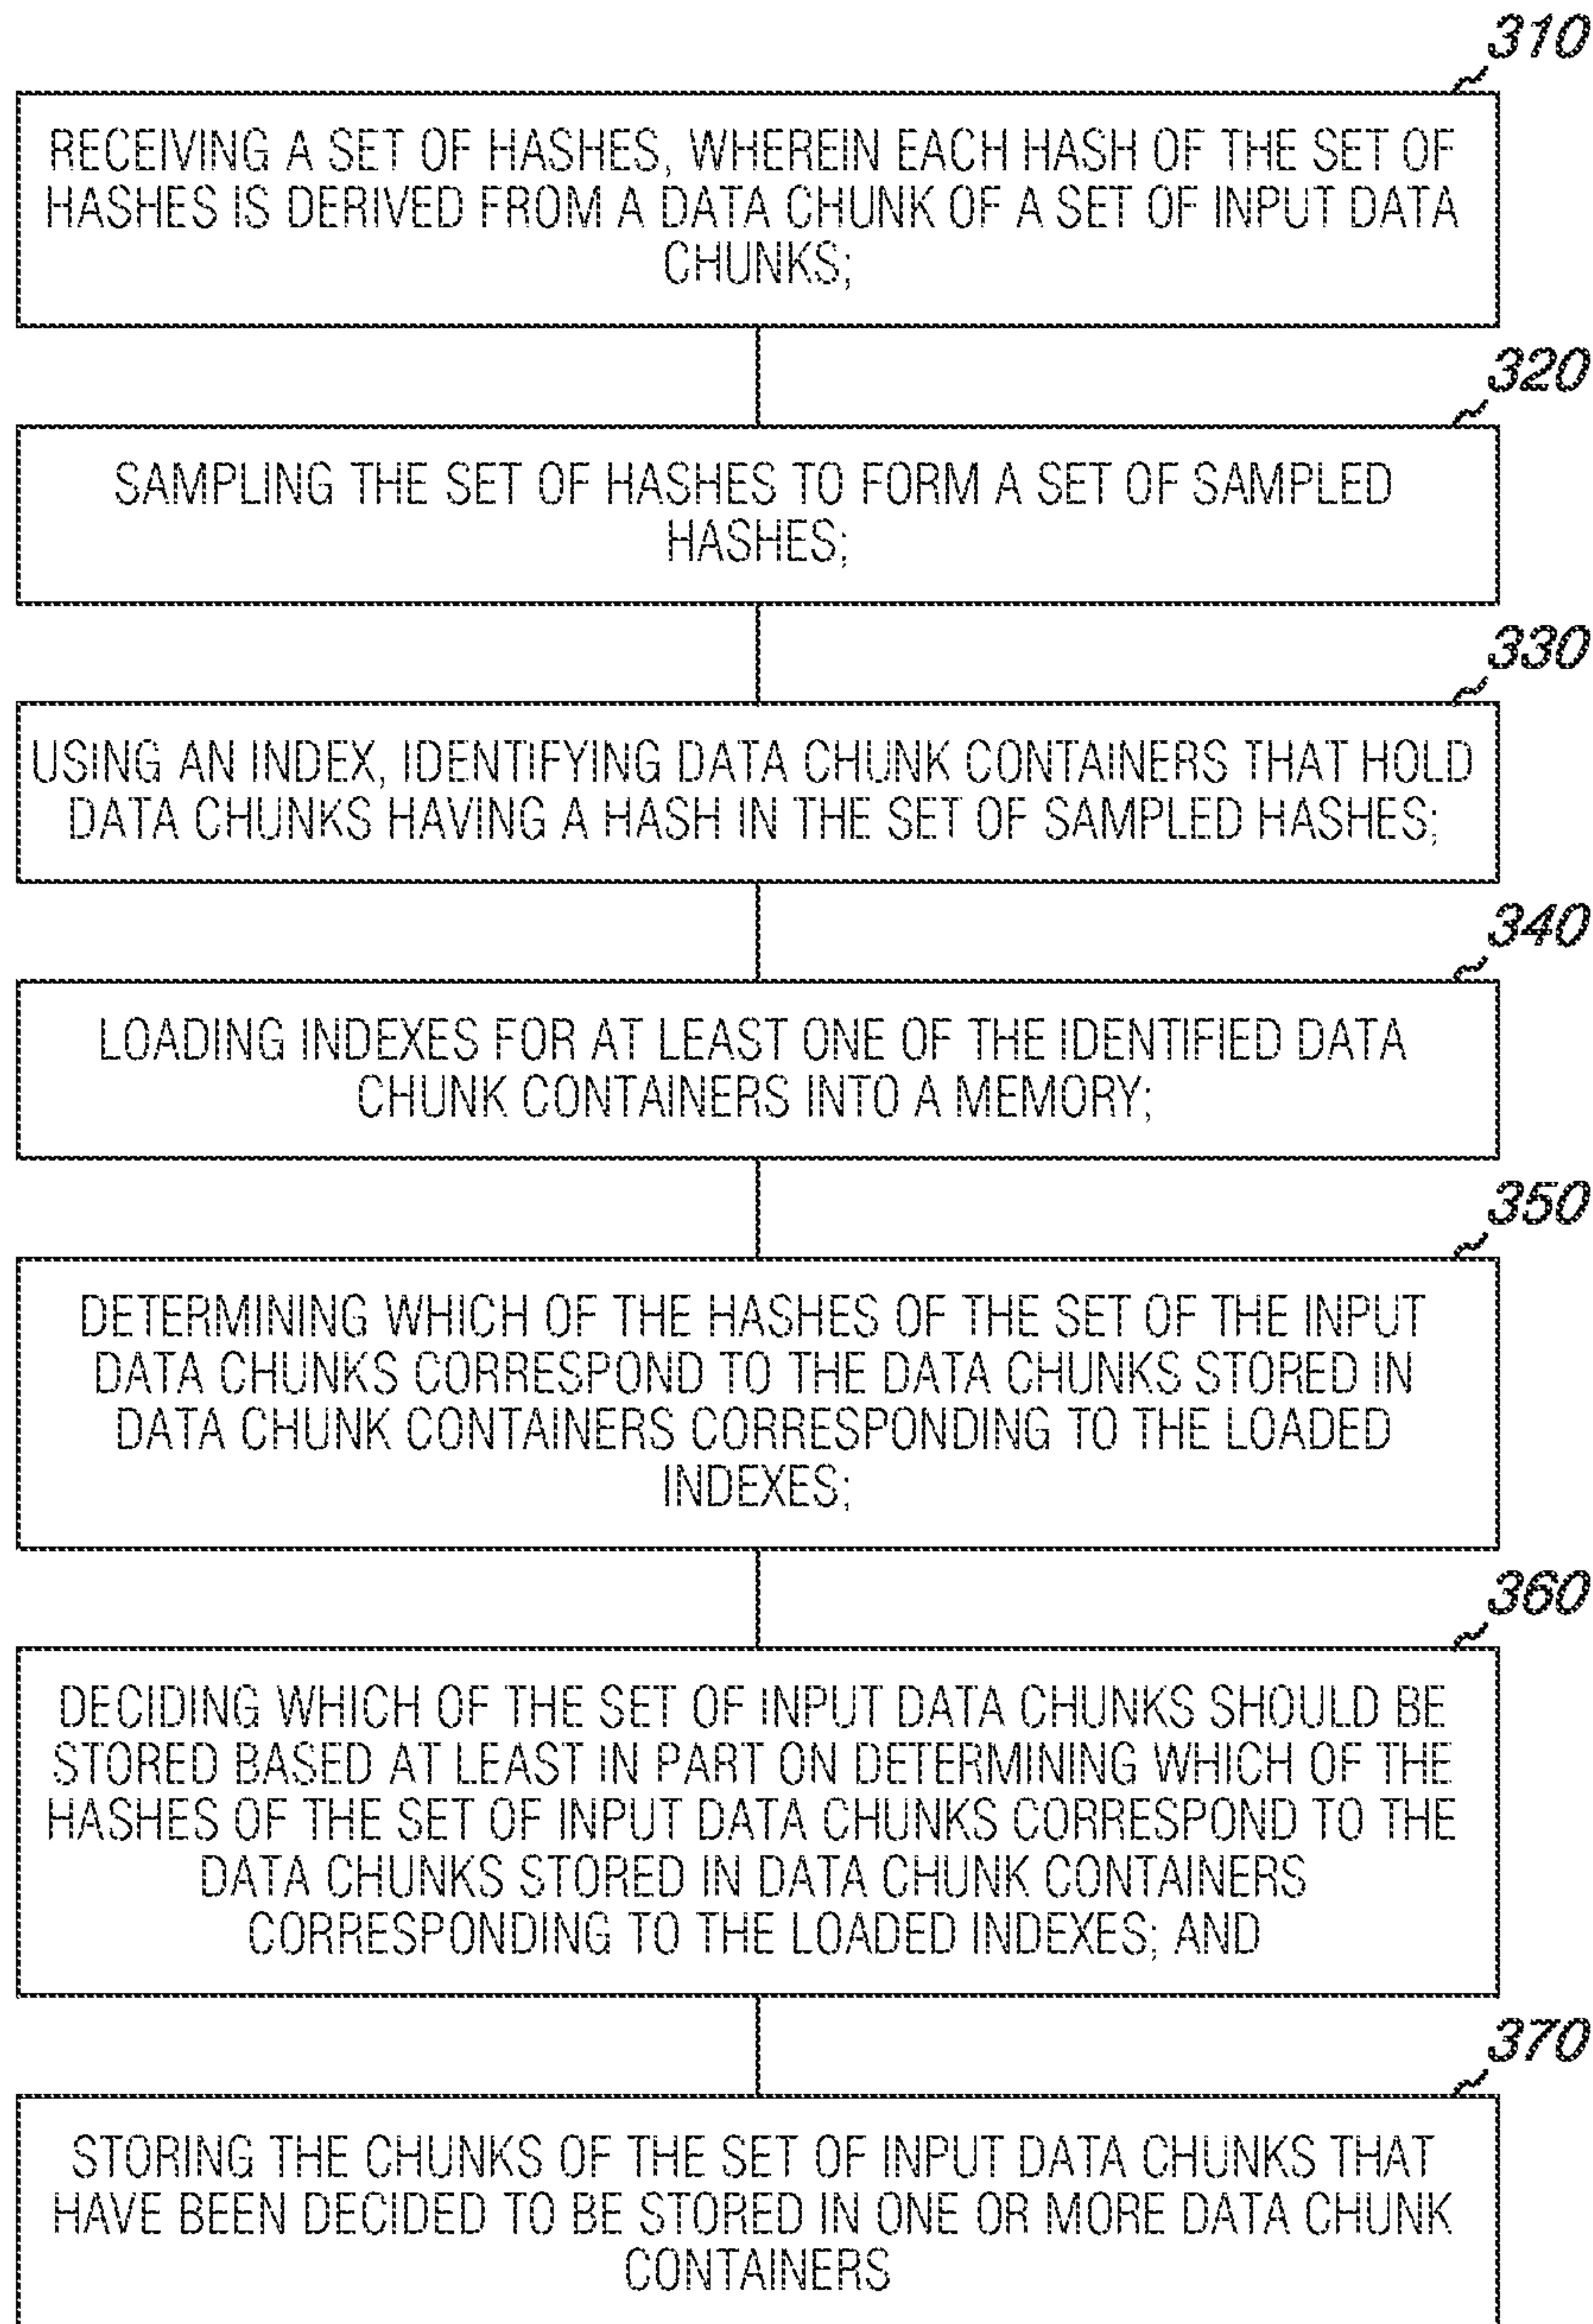 310
RECEIVING A SET OF HASHES, WHEREIN EACH HASH OF THE SET OF
HASHES IS DERIVED FROM A DATA CHUNK OF A SET OF INPUT DATA
CHUNKS;
320
SAMPLING THE SET OF HASHES TO FORM A SET OF SAMPLED
HASHES;
330
USING AN INDEX, IDENTIFYING DATA CHUNK CONTAINERS THAT HOLD
DATA CHUNKS HAVING A HASH IN THE SET OF SAMPLED HASHES;
340
LOADING INDEXES FOR AT LEAST ONE OF THE IDENTIFIED DATA
CHUNK CONTAINERS INTO A MEMORY;
350
DETERMINING WHICH OF THE HASHES OF THE SET OF THE INPUT
DATA CHUNKS CORRESPOND TO THE DATA CHUNKS STORED IN
DATA CHUNK CONTAINERS CORRESPONDING TO THE LOADED
INDEXES;
360
DECIDING WHICH OF THE SET OF INPUT DATA CHUNKS SHOULD BE
STORED BASED AT LEAST IN PART ON DETERMINING WHICH OF THE
HASHES OF THE SET OF INPUT DATA CHUNKS CORRESPOND TO THE
DATA CHUNKS STORED IN DATA CHUNK CONTAINERS
CORRESPONDING TO THE LOADED INDEXES; AND
370
STORING THE CHUNKS OF THE SET OF INPUT DATA CHUNKS THAT
HAVE BEEN DECIDED TO BE STORED IN ONE OR MORE DATA CHUNK
CONTAINERS